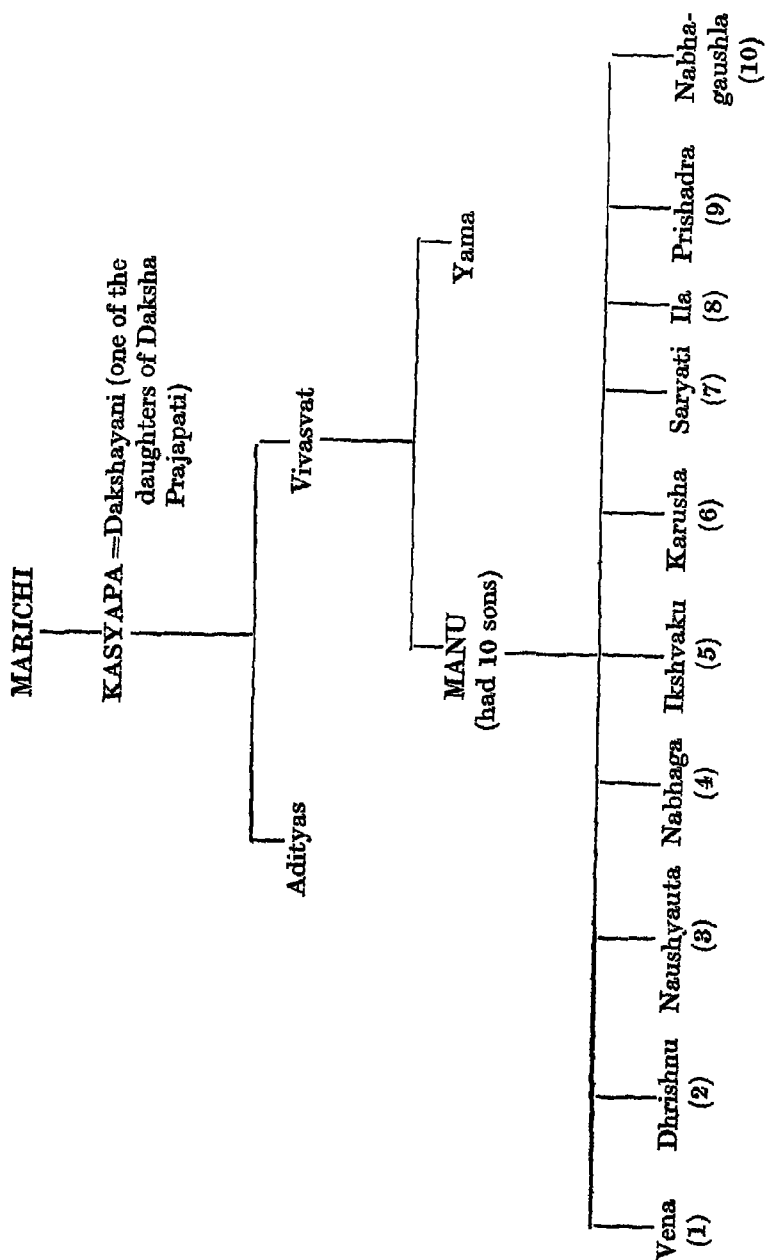 MARICHI
KASYAPA =Dakshayani (one of the
daughters of Daksha
Prajapati)
Adityas Vivasvat
MANU Yama
(had 10 sons)
Vena Dhrishnu Naushyauta Nabhaga Ikshvaku Karusha Saryati Ila Prishadra Nabha-
(1) (2) (3) (4) (5) (6) (7) (8) (9) gaushla
(10)